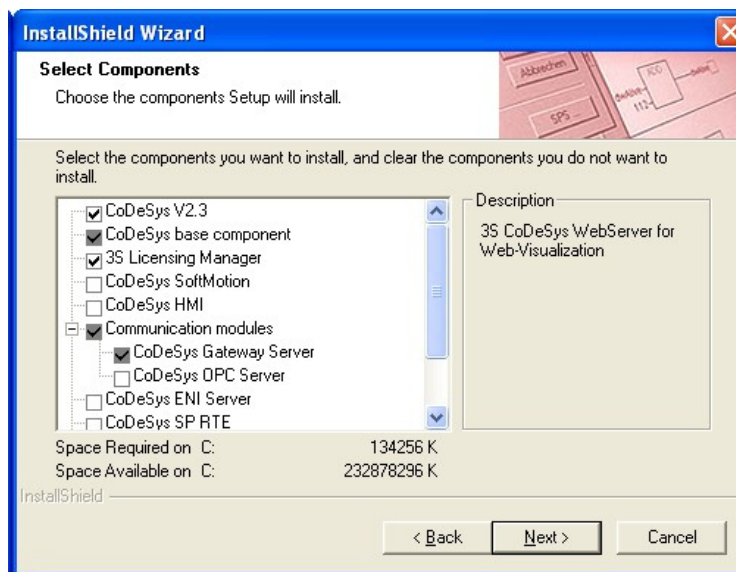 InstallShield Wizard
Select Components
Choose the components Setup will install.
Abbrechen
SPS ...
ADD
112
Select the components you want to install, and clear the components you do not want to
install.
CoDeSys V2.3
CoDeSys base component
3S Licensing Manager
CoDeSys SoftMotion
CoDeSys HMI
Communication modules
CoDeSys Gateway Server
CoDeSys OPC Server
CoDeSys ENI Server
CoDeSys SP RTE
Description
3S CoDeSys WebServer for
Web-Visualization
Space Required on C: 134256 K
Space Available on C: 232878296 K
InstallShield
< Back
Next >
Cancel